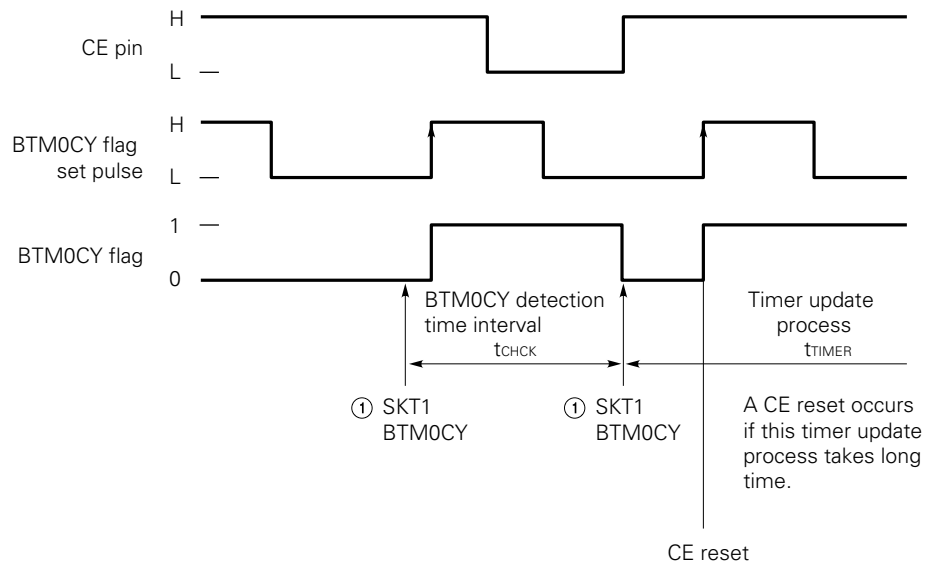 H
CE pin
L
H
BTM0CY flag
set pulse
L
1
BTM0CY flag
0
BTM0CY detection
time interval
tCHCK
Timer update
process
tTIMER
① SKT1
BTM0CY
① SKT1
BTM0CY
A CE reset occurs
if this timer update
process takes long
time.
CE reset